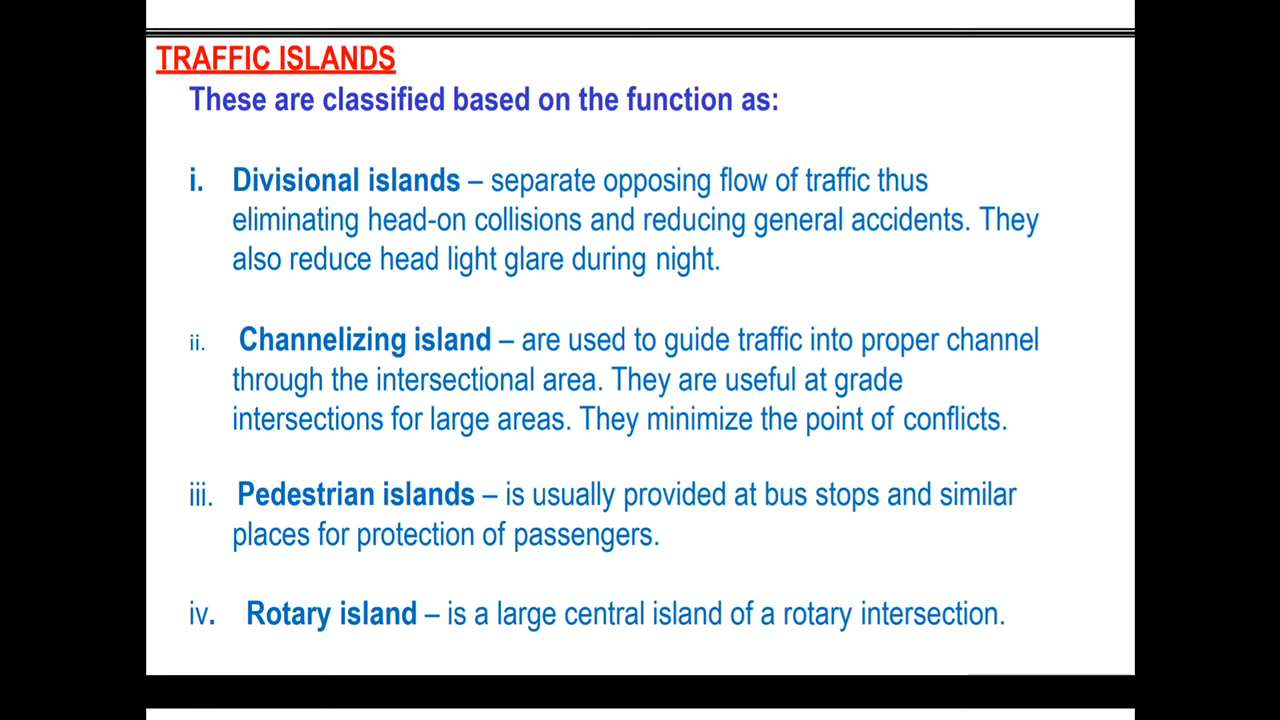 TRAFFIC ISLANDS
These are classified based on the function as:
i. Divisional islands – separate opposing flow of traffic thus
eliminating head-on collisions and reducing general accidents. They
also reduce head light glare during night.
ii. Channelizing island – are used to guide traffic into proper channel
through the intersectional area. They are useful at grade
intersections for large areas. They minimize the point of conflicts.
iii. Pedestrian islands – is usually provided at bus stops and similar
places for protection of passengers.
iv. Rotary island – is a large central island of a rotary intersection.